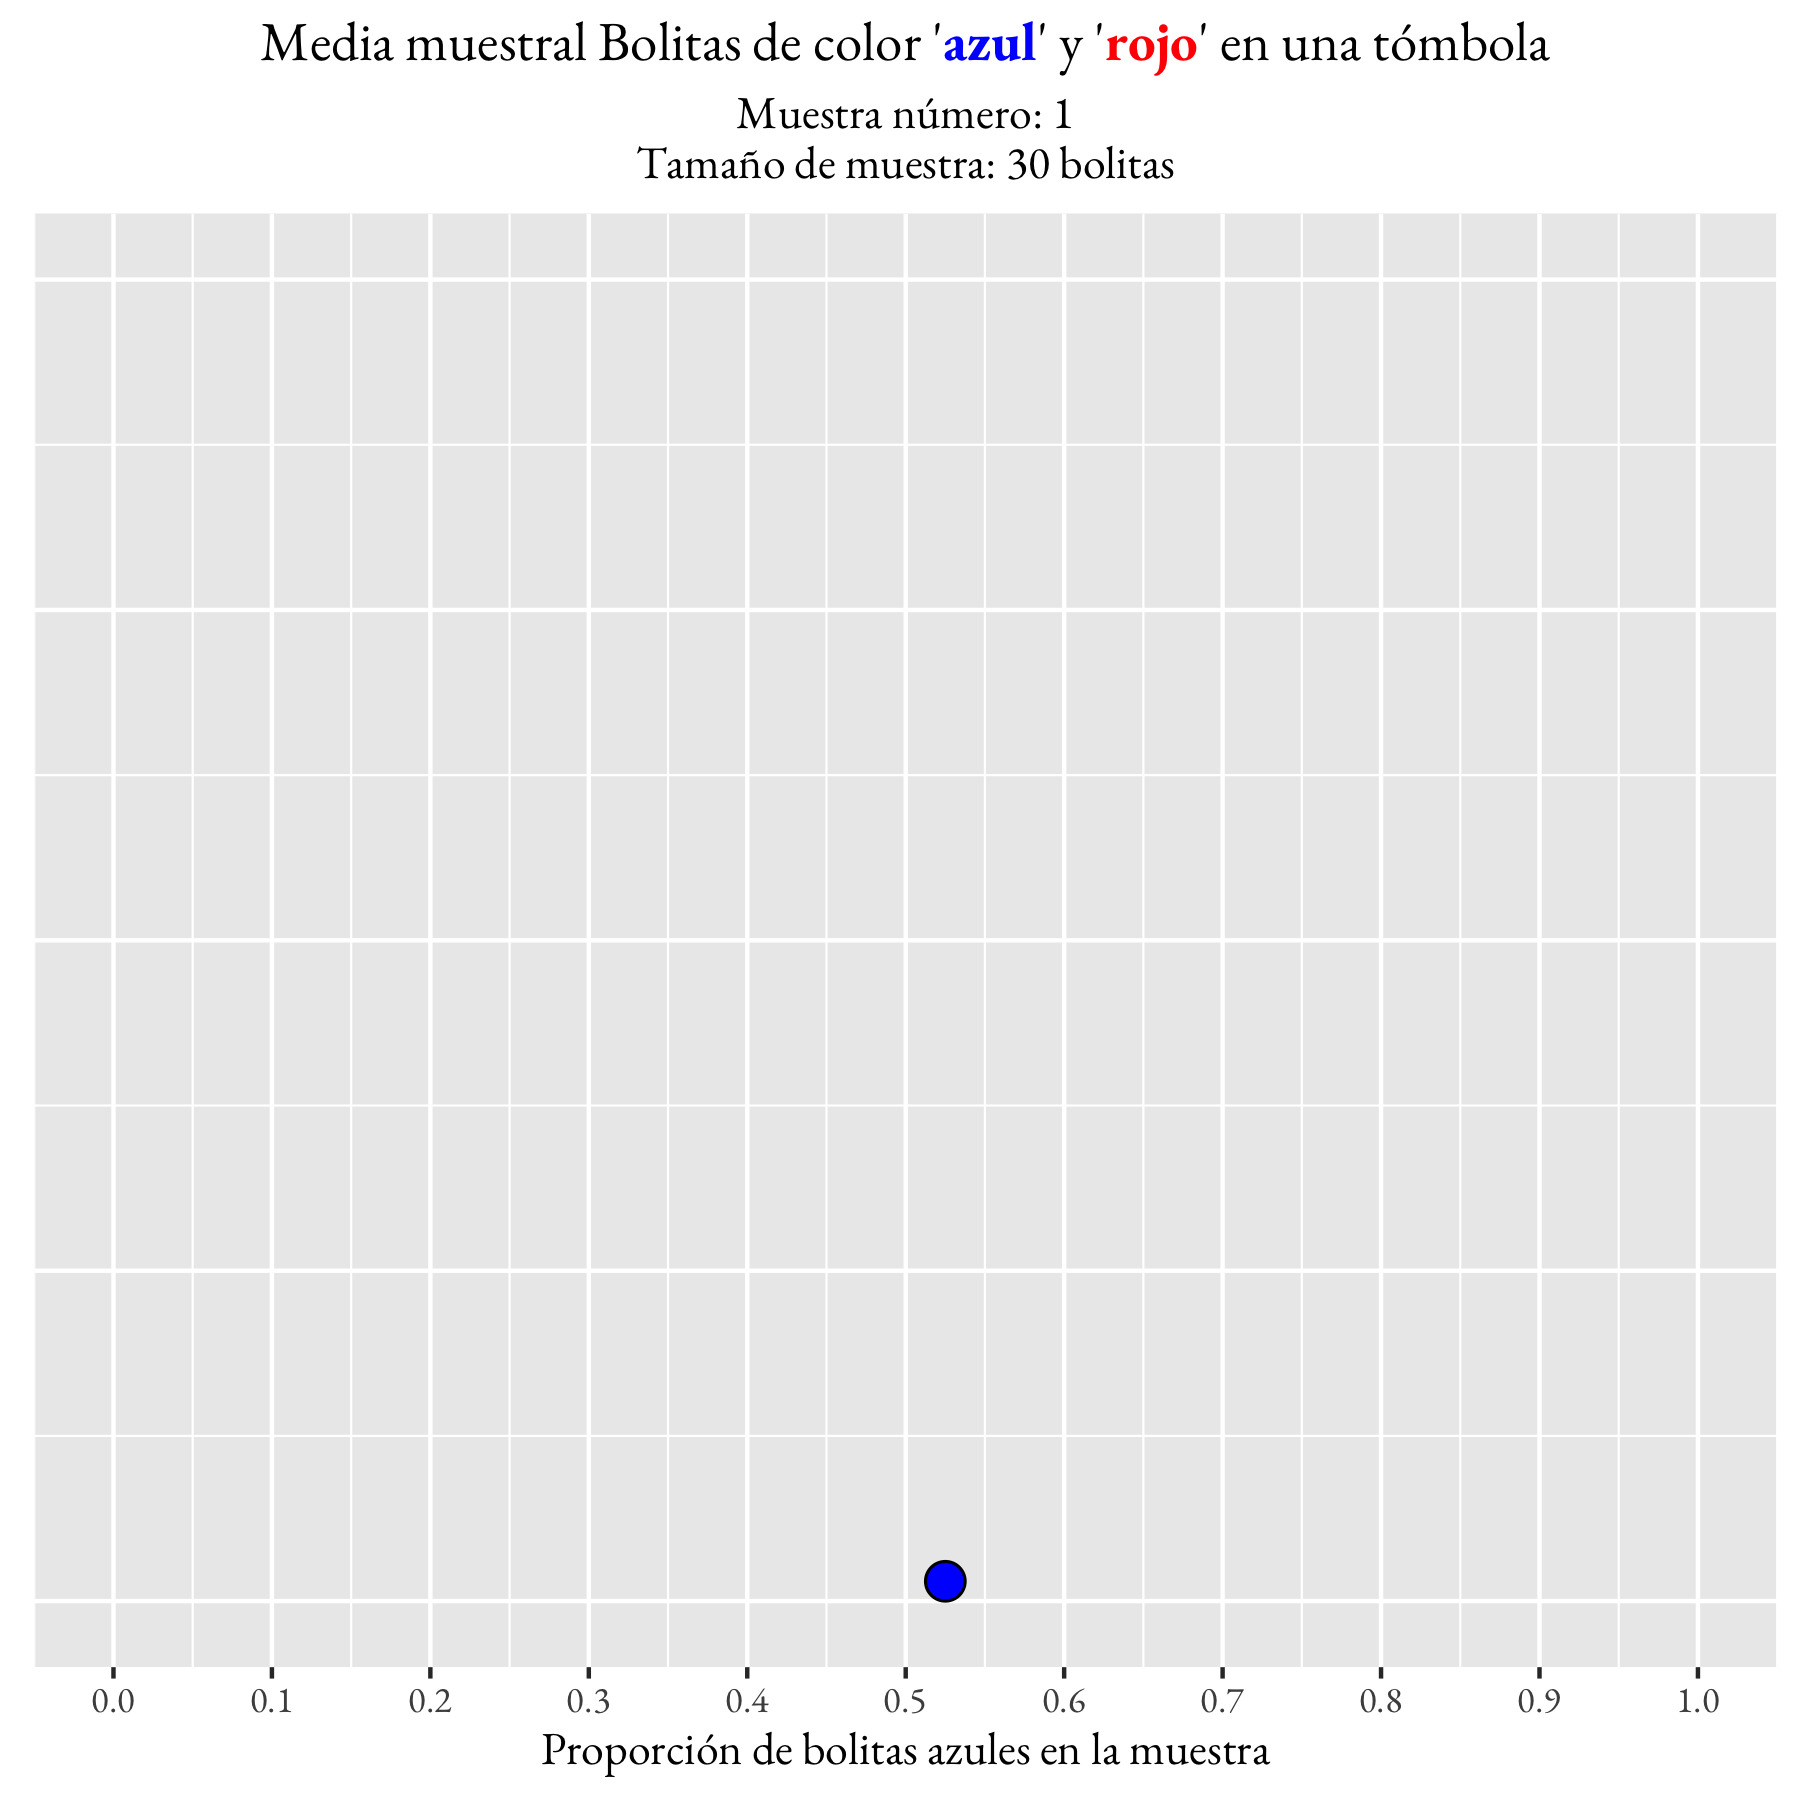 Media muestral Bolitas de color 'azul' y 'rojo' en una tómbola
Muestra número: 1
Tamaño de muestra: 30 bolitas
0.0 0.1 0.2 0.3 0.4 0.5 0.6 0.7 0.8 0.9 1.0
Proporción de bolitas azules en la muestra